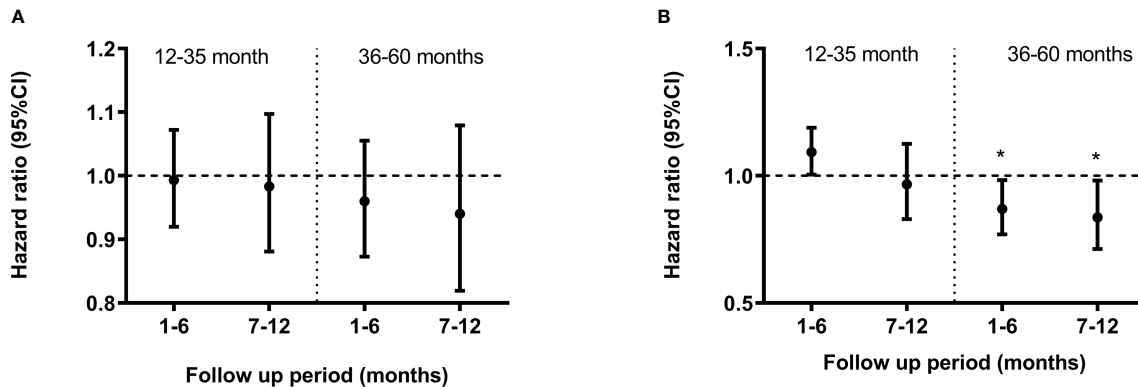 A
Hazard ratio (95%CI)
1.2
1.1
1.0
0.9
0.8
12-35 month
36-60 months
1-6
7-12
1-6
7-12
Follow up period (months)
B
Hazard ratio (95%CI)
1.5
1.0
0.5
12-35 month
36-60 months
*
*
1-6
7-12
1-6
7-12
Follow up period (months)